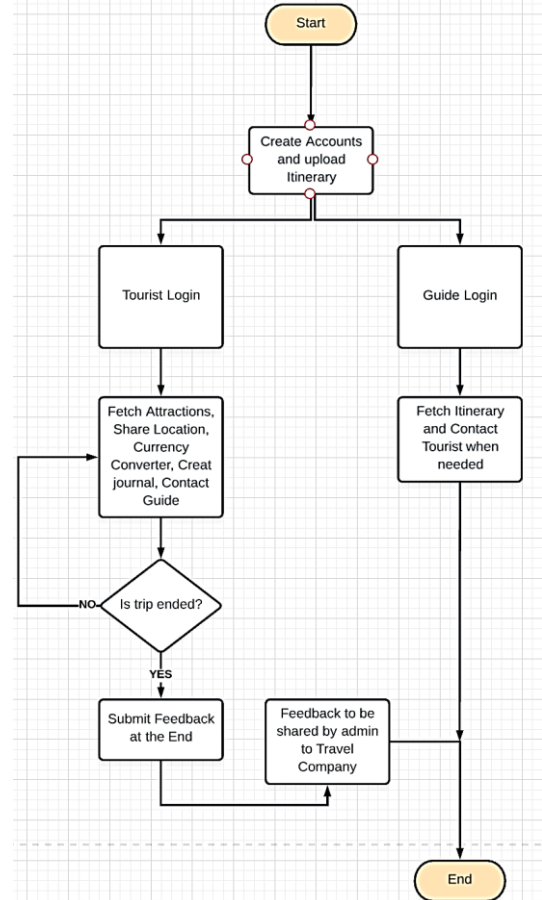 Start
Create Accounts
and upload
Itinerary
Tourist Login
Guide Login
Fetch Attractions,
Share Location,
Currency
Converter, Creat
journal, Contact
Guide
Fetch Itinerary
and Contact
Tourist when
needed
Is trip ended?
NO
YES
Submit Feedback
at the End
Feedback to be
shared by admin
to Travel
Company
End